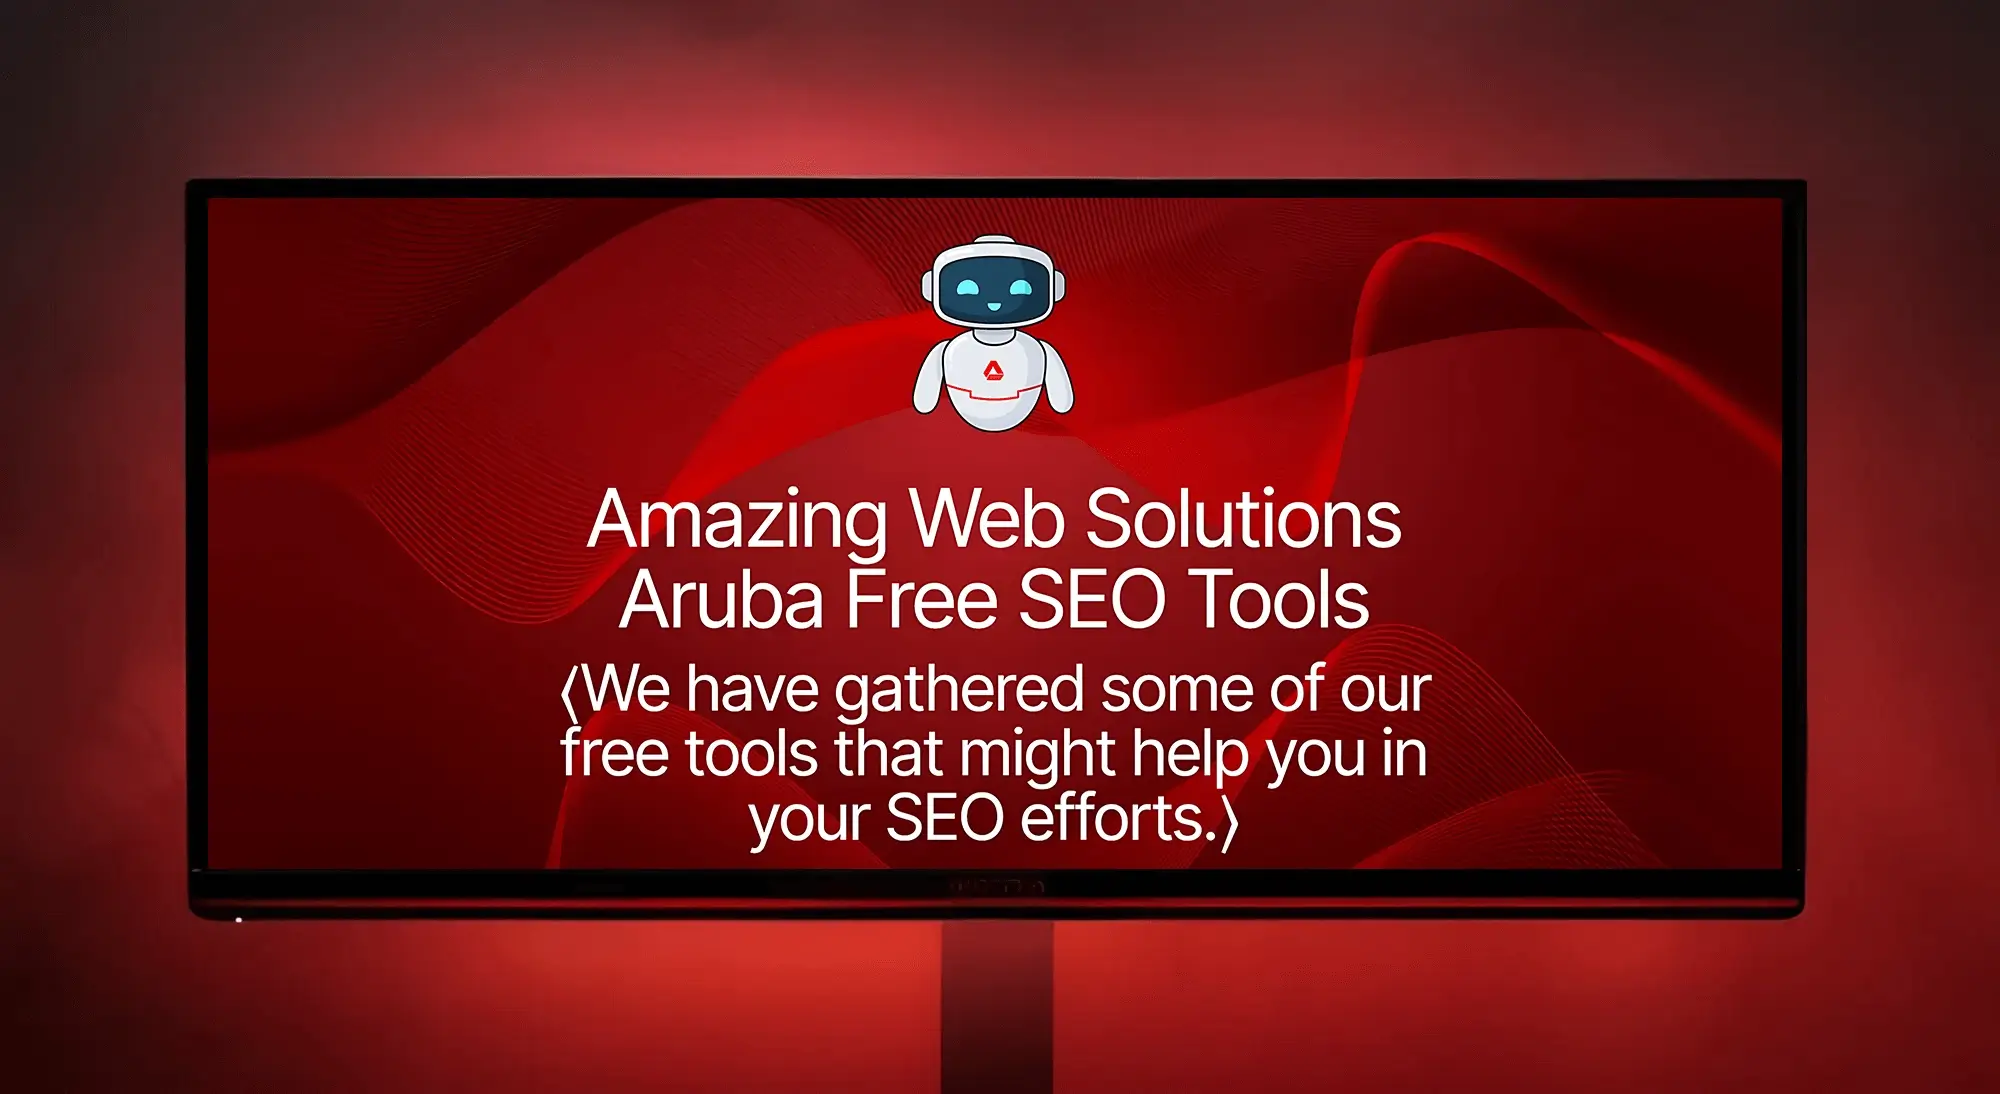 Amazing Web Solutions
Aruba Free SEO Tools
⟨We have gathered some of our
free tools that might help you in
your SEO efforts.⟩